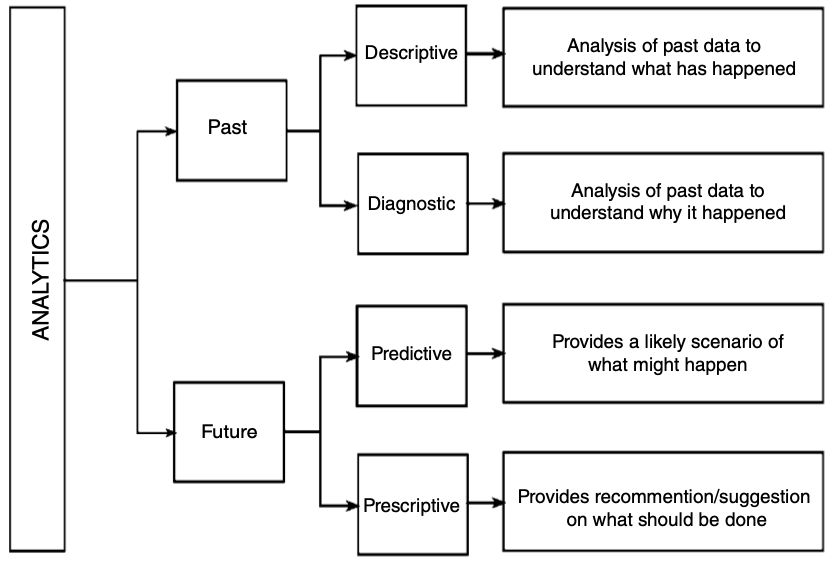 ANALYTICS
Past
Descriptive
Analysis of past data to
understand what has happened
Diagnostic
Analysis of past data to
understand why it happened
Future
Predictive
Provides a likely scenario of
what might happen
Prescriptive
Provides recommention/suggestion
on what should be done